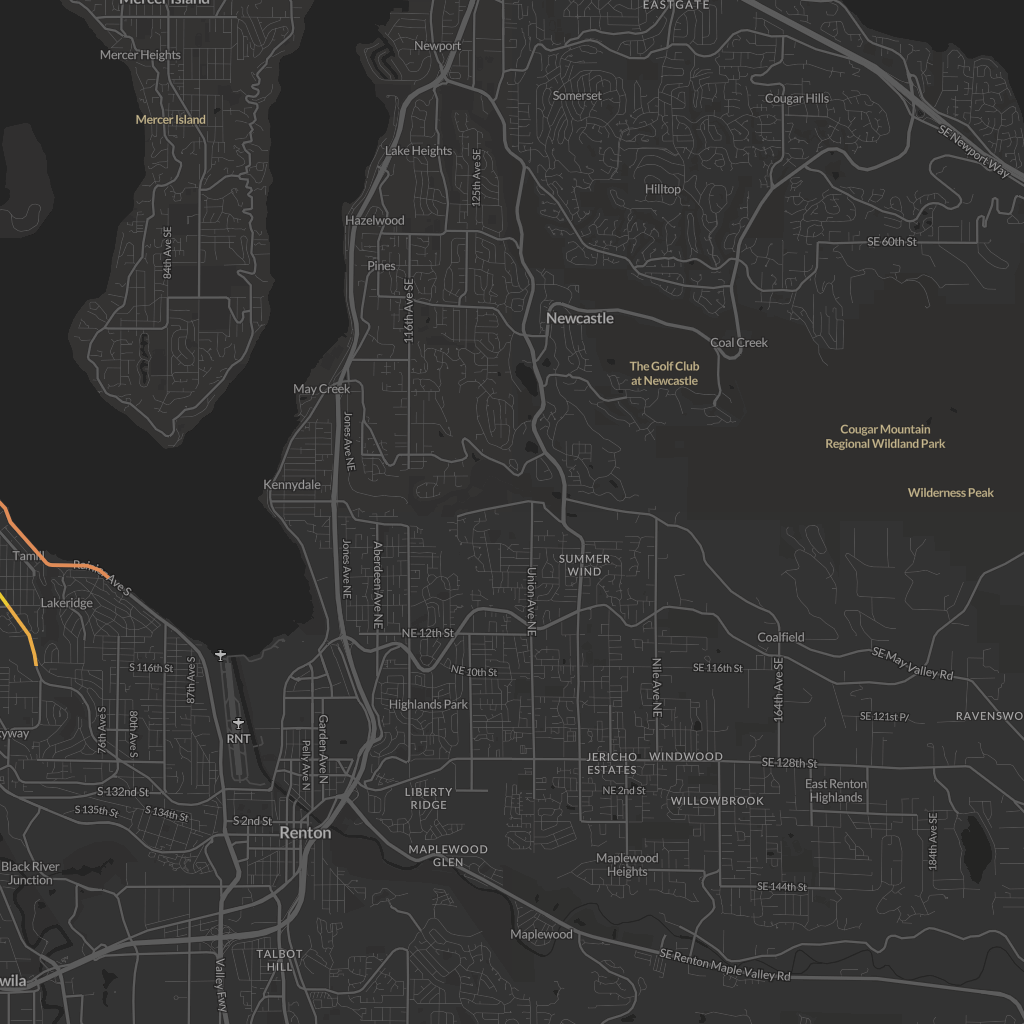 Mercer Island
EASTGATE
Newport
Mercer Heights
Somerset
Cougar Hills
Mercer Island
SE Newport Way
Lake Heights
125th Ave SE
Hilltop
Hazelwood
84th Ave SE
SE 60th St
Pines
116th Ave SE
Newcastle
Coal Creek
The Golf Club
at Newcastle
May Creek
Jones Ave NE
Cougar Mountain
Regional Wildland Park
Kennydale
Wilderness Peak
Jones Ave NE
Aberdeen Ave NE
SUMMER
WIND
Union Ave NE
Ave S
Lakeridge
NE 12th St
Coalfield
SE May Valley Rd
S 116th St
87th Ave S
NE 10th St
Nile Ave NE
SE 116th St
164th Ave SE
Highlands Park
76th Ave S
80th Ave S
RNT
Garden Ave N
Pelly Ave N
SE 121st Pl
RAVENSWO
JERICHO
ESTATES
WINDWOOD
SE 128th St
S 132nd St
LIBERTY
RIDGE
NE 2nd St
WILLOWBROOK
East Renton
Highlands
S 135th St
S 134th St
S 2nd St
Renton
184th Ave SE
MAPLEWOOD
GLEN
Maplewood
Heights
Black River
Junction
SE 144th St
Maplewood
TALBOT
HILL
SE Renton Maple Valley Rd
wila
Valley Fwy